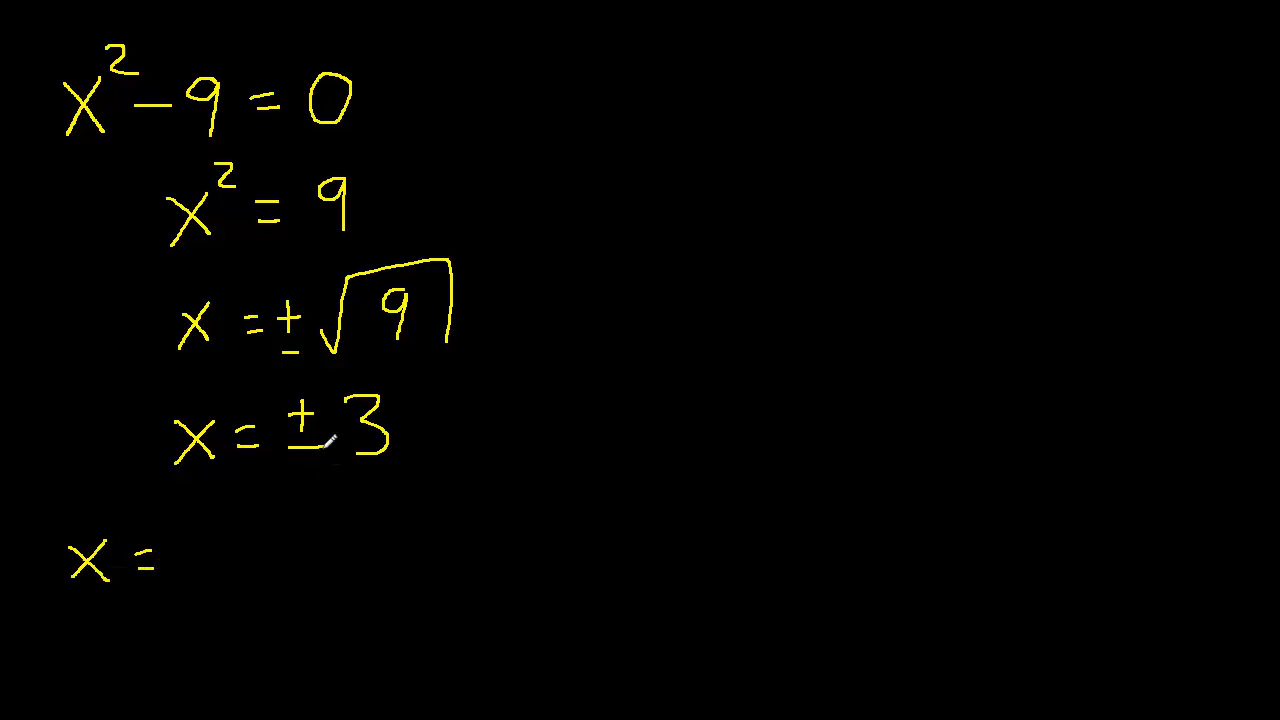 x² - 9 = 0
x² = 9
x = ± √9
x = ± 3
x =